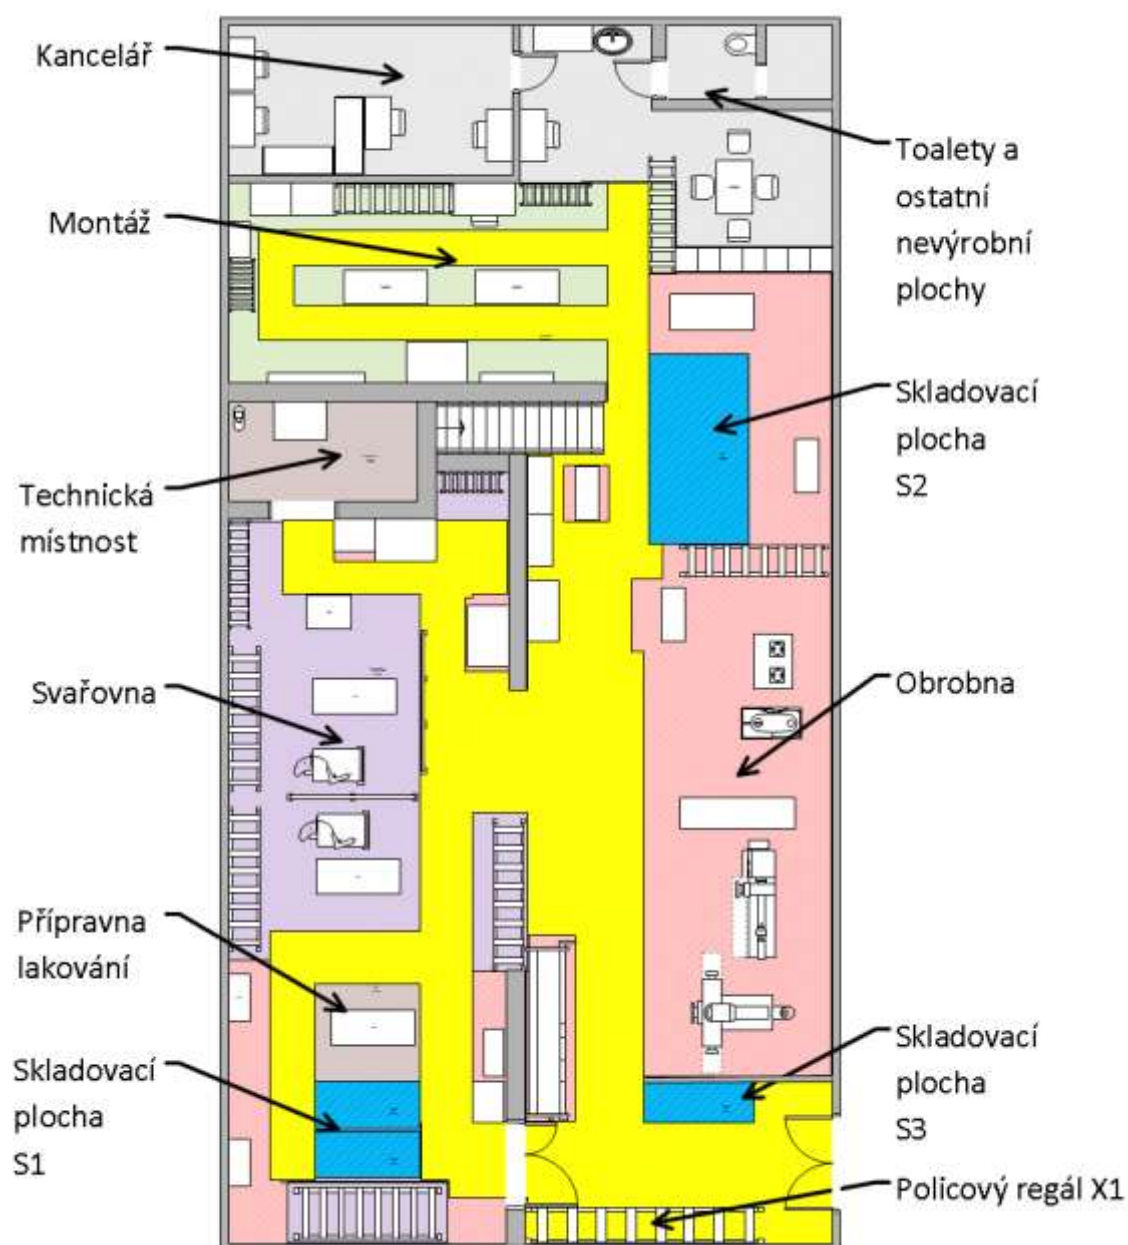 Kancelář
Montáž
Technická
místnost
Svařovna
Přípravna
lakování
Skladovací
plocha
S1
Toalety a
ostatní
nevýrobní
plochy
Skladovací
plocha
S2
Obrobna
Skladovací
plocha
S3
Policový regál X1